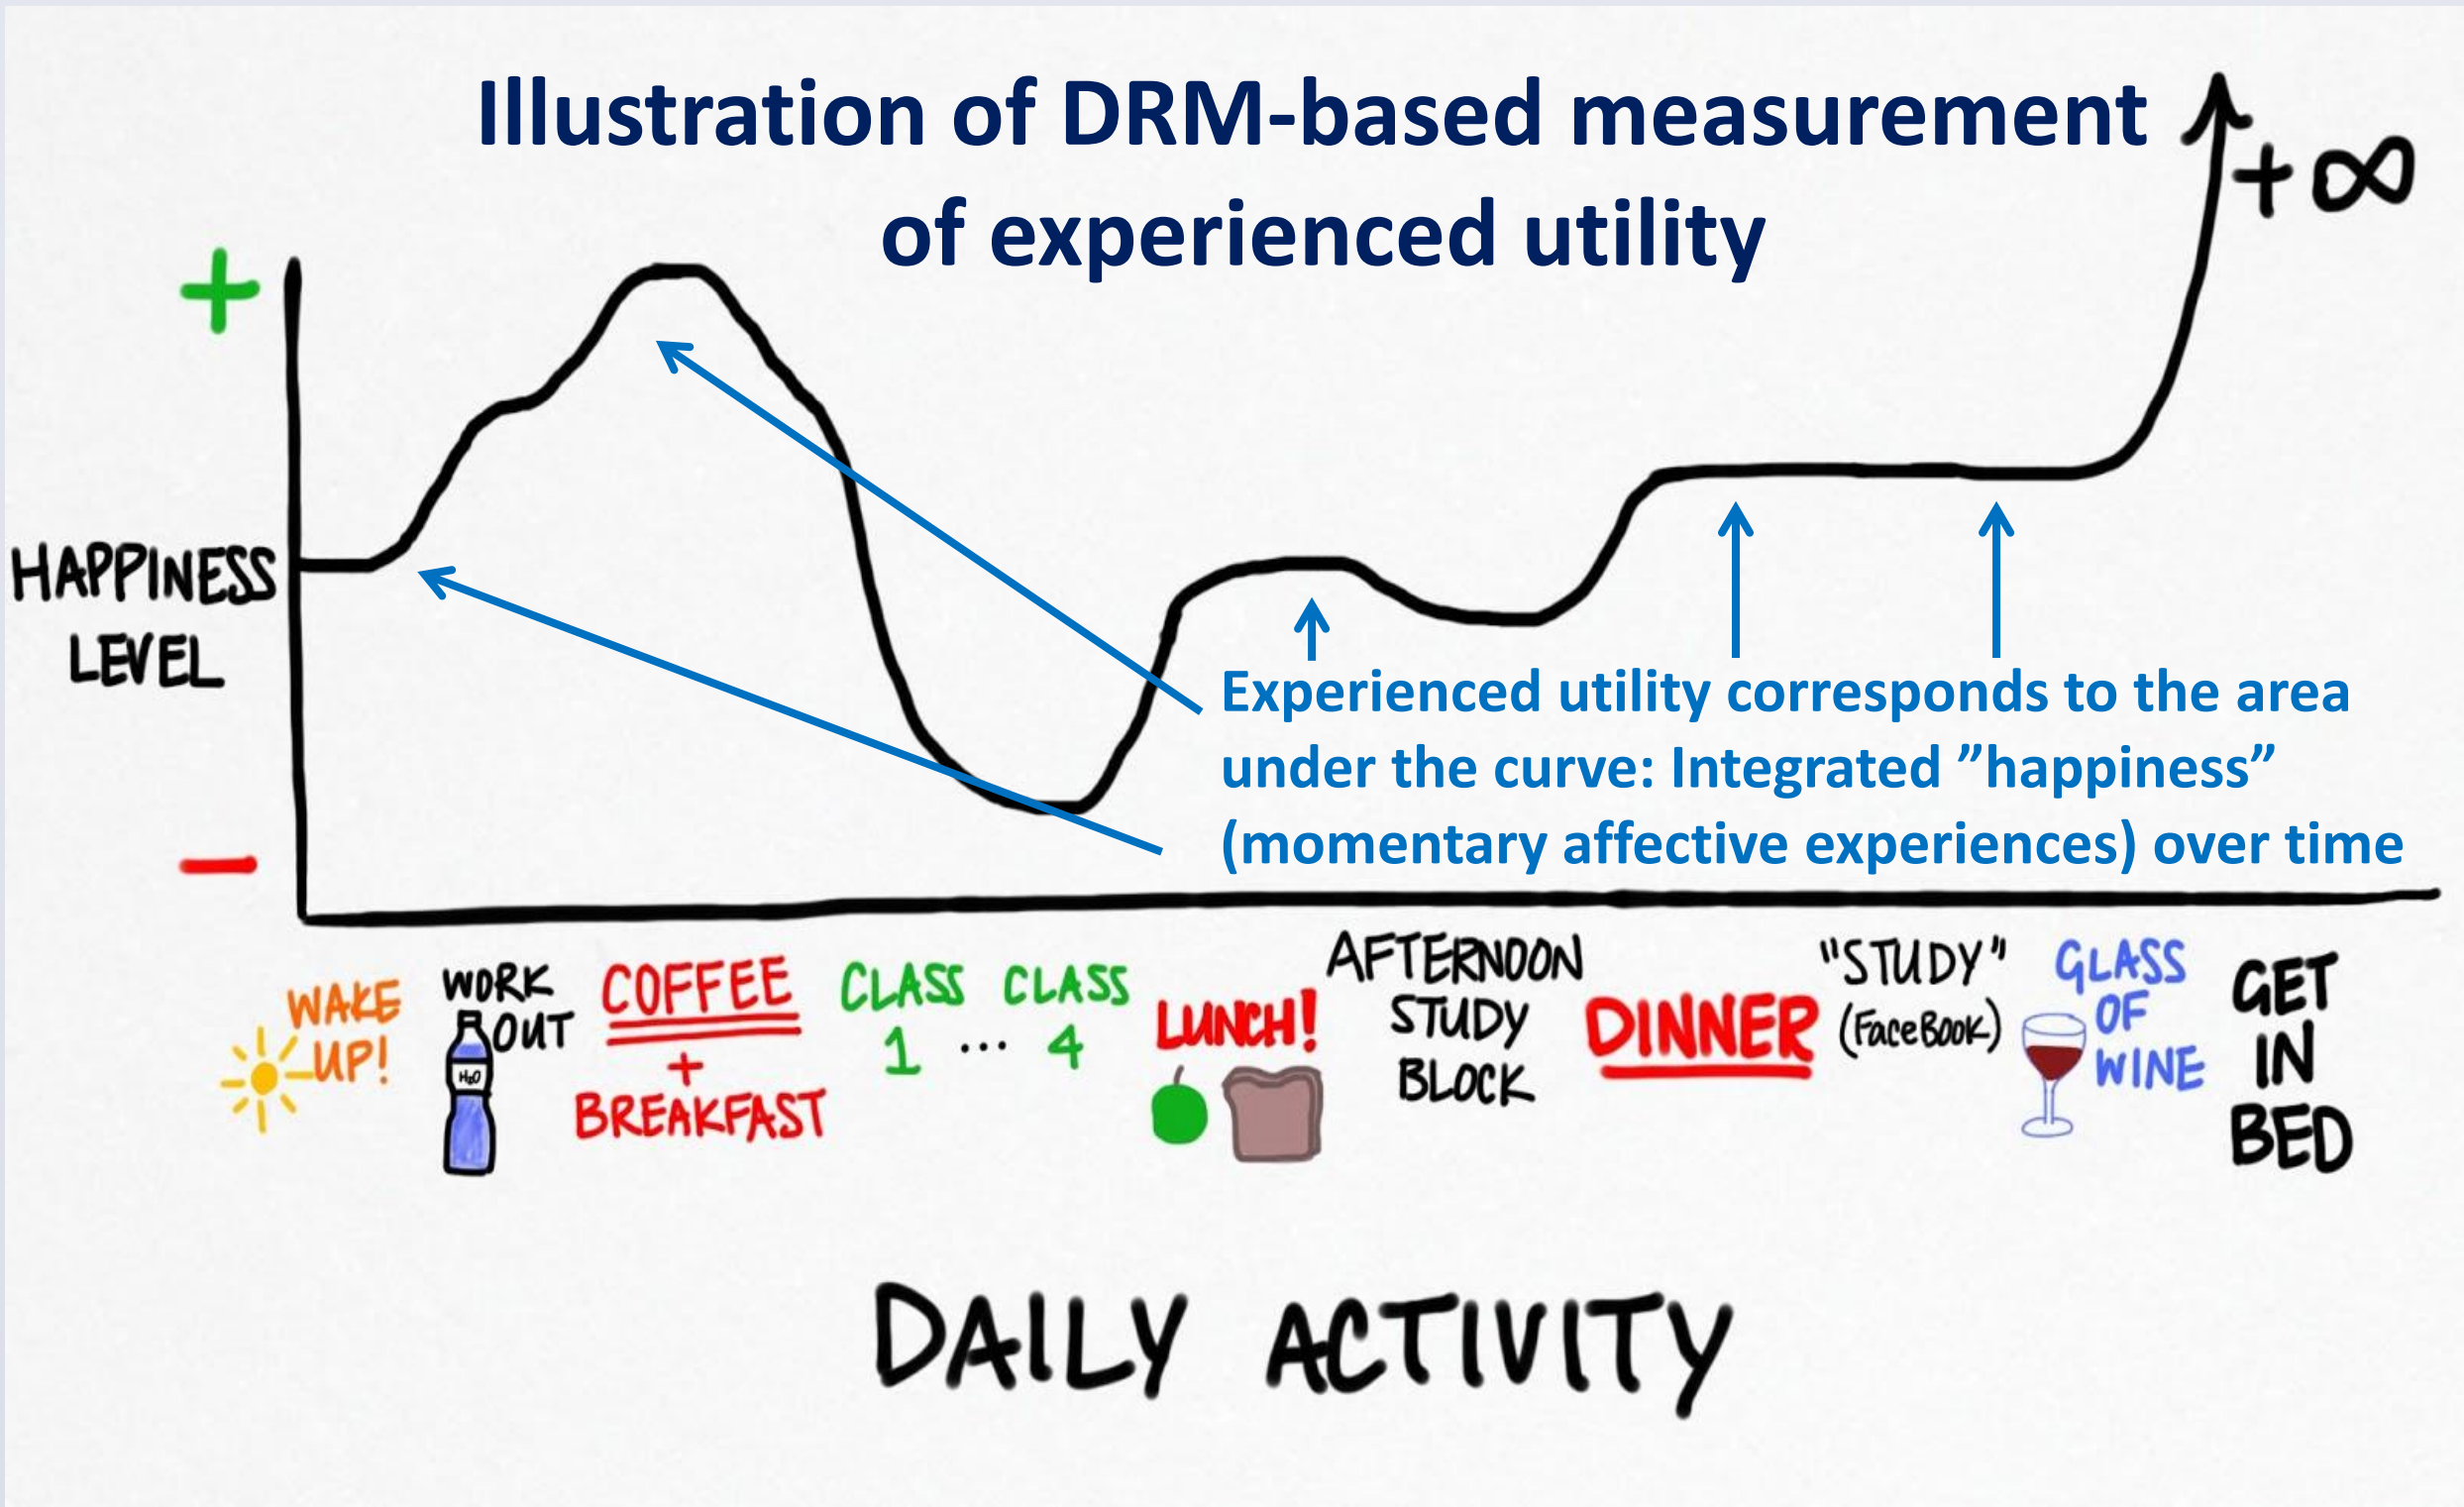 Illustration of DRM-based measurement
of experienced utility
+ ∞
+
HAPPINESS
LEVEL
Experienced utility corresponds to the area
under the curve: Integrated ”happiness”
(momentary affective experiences) over time
−
WAKE
UP!
WORK
OUT
H2O
COFFEE
+
BREAKFAST
CLASS
1
...
CLASS
4
LUNCH!
AFTERNOON
STUDY
BLOCK
DINNER
"STUDY"
(FaceBook)
GLASS
OF
WINE
GET
IN
BED
DAILY ACTIVITY